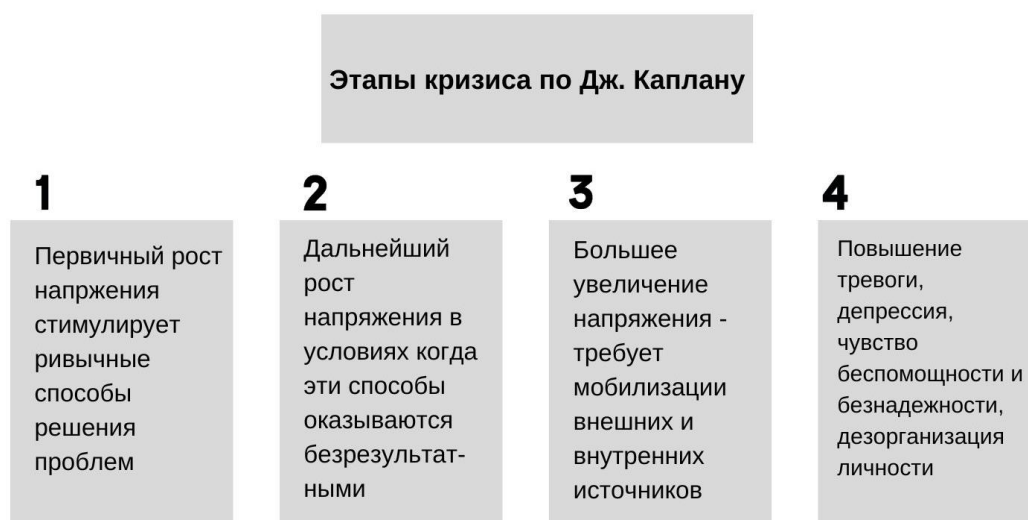 Этапы кризиса по Дж. Каплану
1
Первичный рост
напржения
стимулирует
ривычные
способы
решения
проблем
2
Дальнейший
рост
напряжения в
условиях когда
эти способы
оказываются
безрезультат-
ными
3
Большее
увеличение
напряжения -
требует
мобилизации
внешних и
внутренних
источников
4
Повышение
тревоги,
депрессия,
чувство
беспомощности и
безнадежности,
дезорганизация
личности